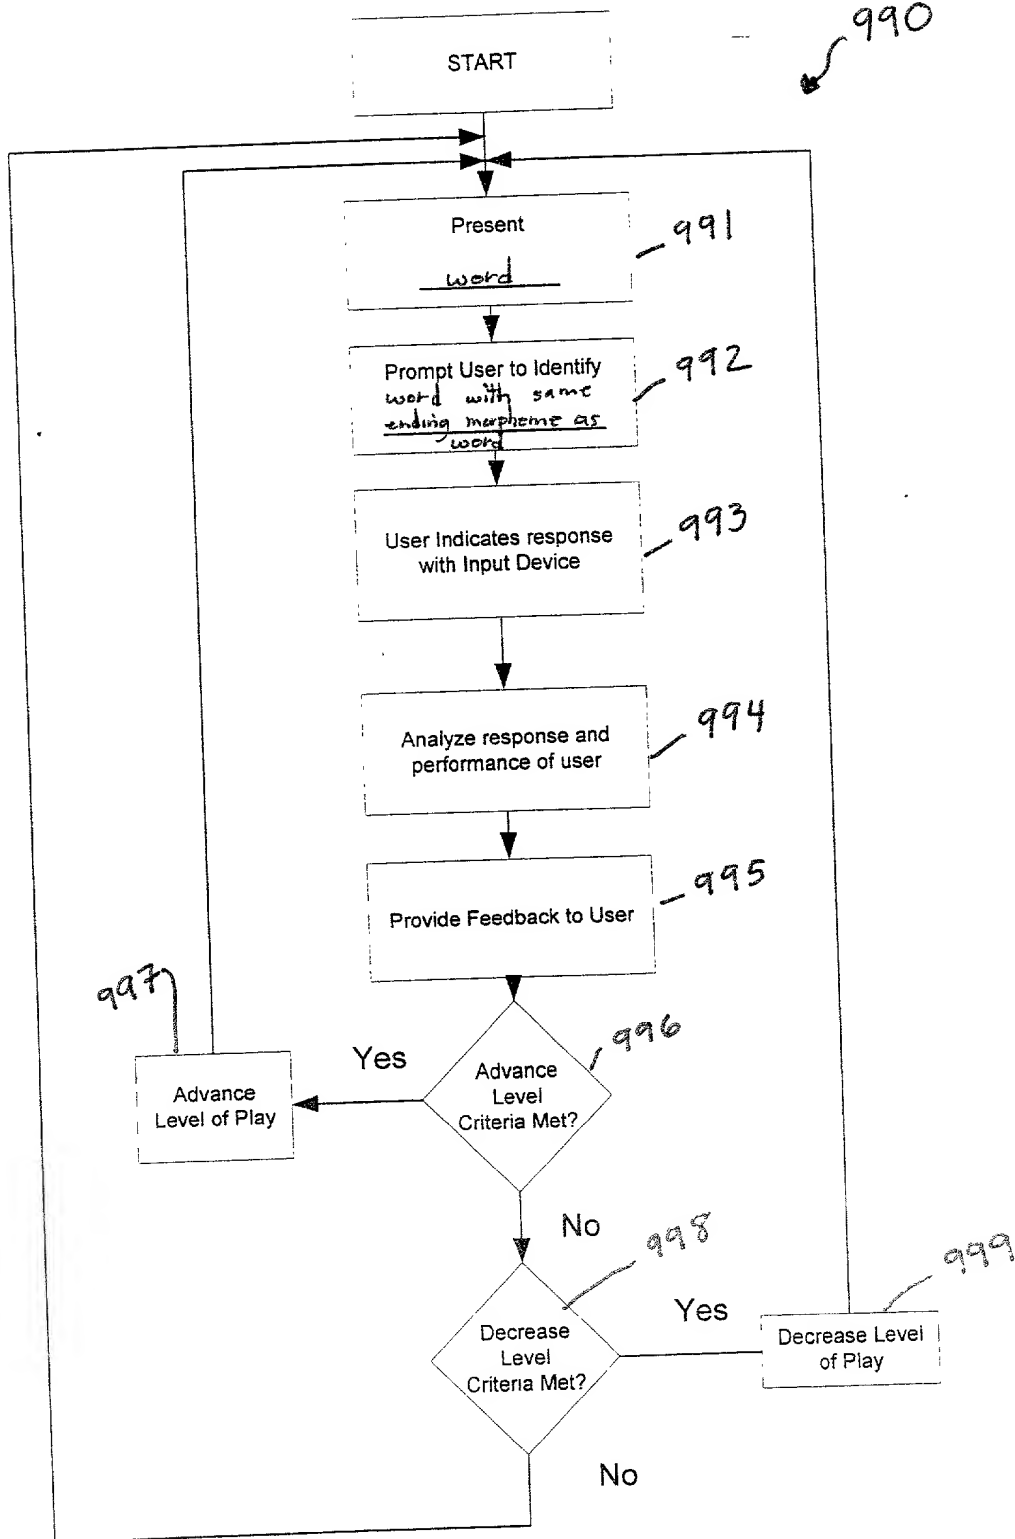 990
START
Present
word
991
Prompt User to Identify
word with same
ending morpheme as
word
992
User Indicates response
with Input Device
993
Analyze response and
performance of user
994
Provide Feedback to User
995
997
Advance
Level of Play
Yes
Advance
Level
Criteria Met?
996
No
998
Decrease
Level
Criteria Met?
Yes
999
Decrease Level
of Play
No